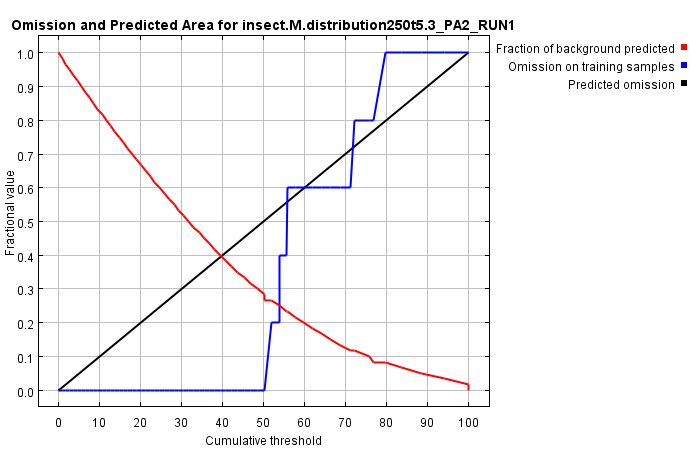 Omission and Predicted Area for insect.M.distribution250t5.3_PA2_RUN1
Fraction of background predicted
Omission on training samples
Predicted omission
Fractional value
1.0
0.9
0.8
0.7
0.6
0.5
0.4
0.3
0.2
0.1
0.0
0 10 20 30 40 50 60 70 80 90 100
Cumulative threshold